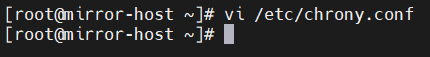 [root@mirror-host ~]# vi /etc/chrony.conf
[root@mirror-host ~]#